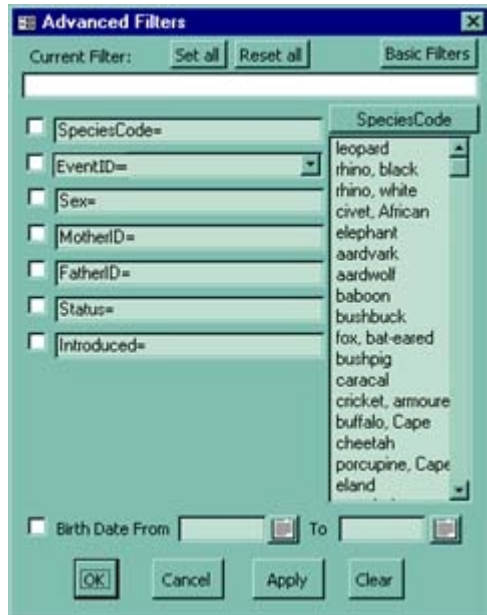 Advanced Filters
Current Filter: Set all Reset all Basic Filters
SpeciesCode=
EventID=
Sex=
MotherID=
FatherID=
Status=
Introduced=
SpeciesCode
leopard
rhino, black
rhino, white
civet, African
elephant
aardvark
aardwolf
baboon
bushbuck
fox, bat-eared
bushpig
caracal
cricket, armoure
buffalo, Cape
cheetah
porcupine, Cape
eland
Birth Date From To
OK Cancel Apply Clear